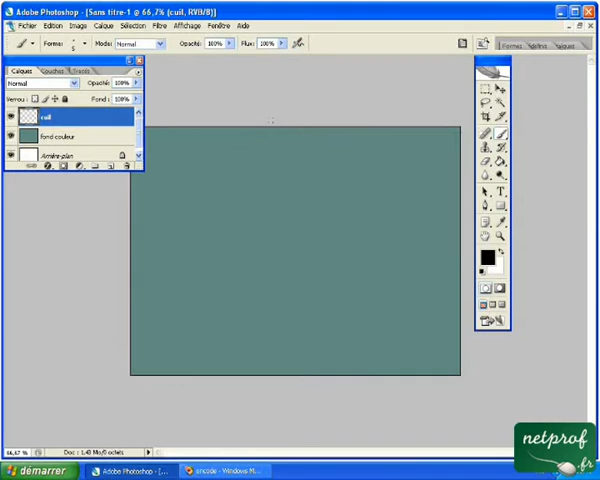 Adobe Photoshop - [Sans titre-1 @ 66,7% (cuil, RVB/8)]
Fichier Edition Image Calque Sélection Filtre Affichage Fenêtre Aide
Forme: 5 Mode: Normal Opacité: 100% Flux: 100%
Formes
Calques Couches Tracés
Normal Opacité: 100%
Verrou : Fond : 100%
cuil
fond couleur
Arrière-plan
T
66,67 % Doc : 1,43 Mo/0 octets
démarrer Adobe Photoshop - [... encode - Windows M...
netprof
.fr